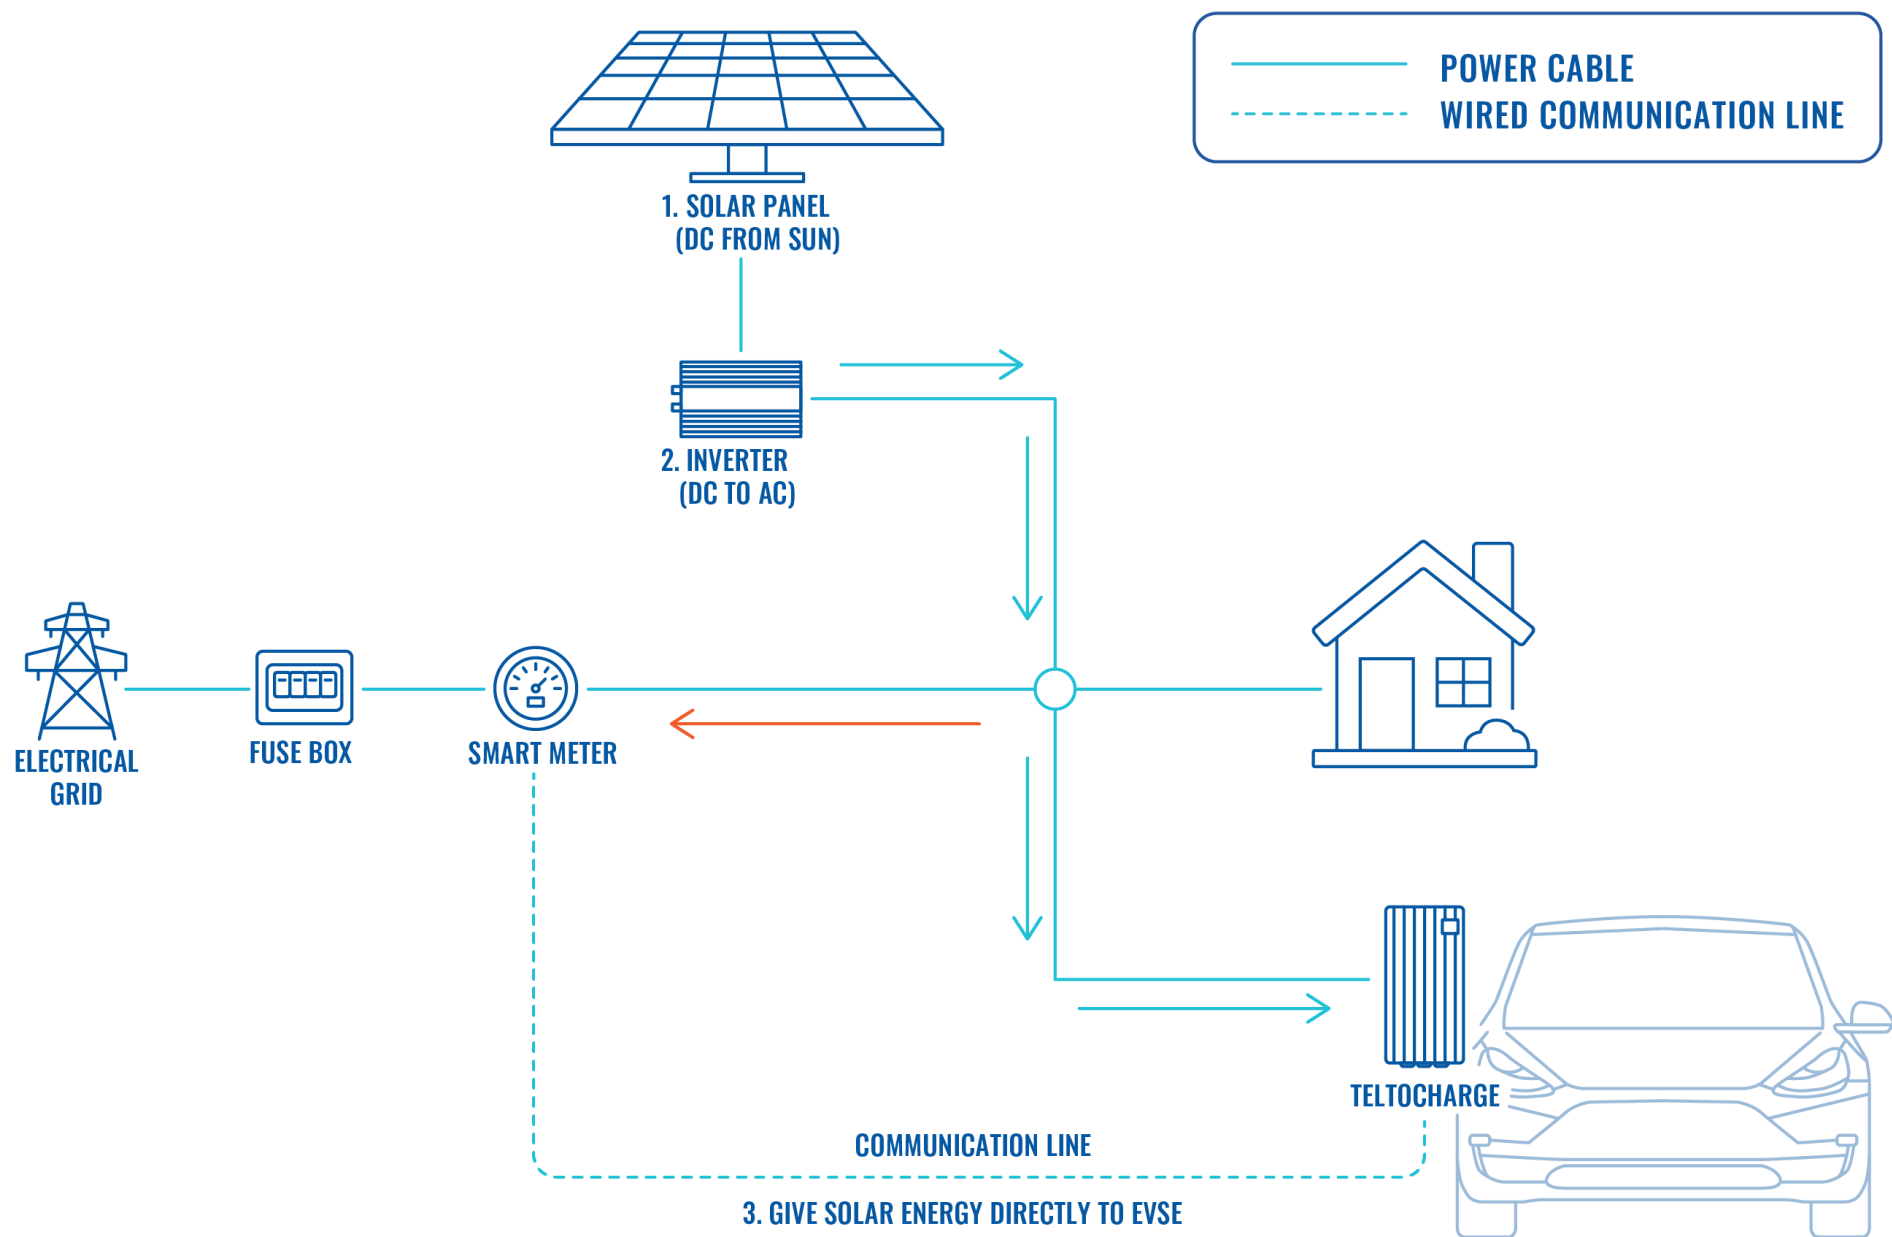 POWER CABLE
WIRED COMMUNICATION LINE
1. SOLAR PANEL
(DC FROM SUN)
2. INVERTER
(DC TO AC)
ELECTRICAL
GRID
FUSE BOX
SMART METER
TELTOCHARGE
COMMUNICATION LINE
3. GIVE SOLAR ENERGY DIRECTLY TO EVSE